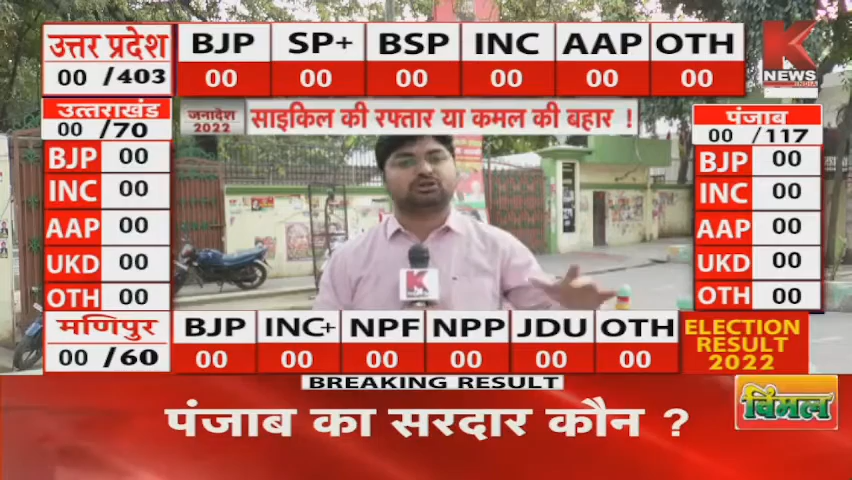 उत्तर प्रदेश
00 /403
BJP SP+ BSP INC AAP OTH
00 00 00 00 00 00
K
NEWS
INDIA
उत्तराखंड
00 /70
BJP 00
INC 00
AAP 00
UKD 00
OTH 00
जनादेश
2022
साइकिल की रफ्तार या कमल की बहार !
पंजाब
00 /117
BJP 00
INC 00
AAP 00
UKD 00
OTH 00
K
NEWS
मणिपुर
00 /60
BJP INC+ NPF NPP JDU OTH
00 00 00 00 00 00
ELECTION
RESULT
2022
BREAKING RESULT
पंजाब का सरदार कौन ?
विमल